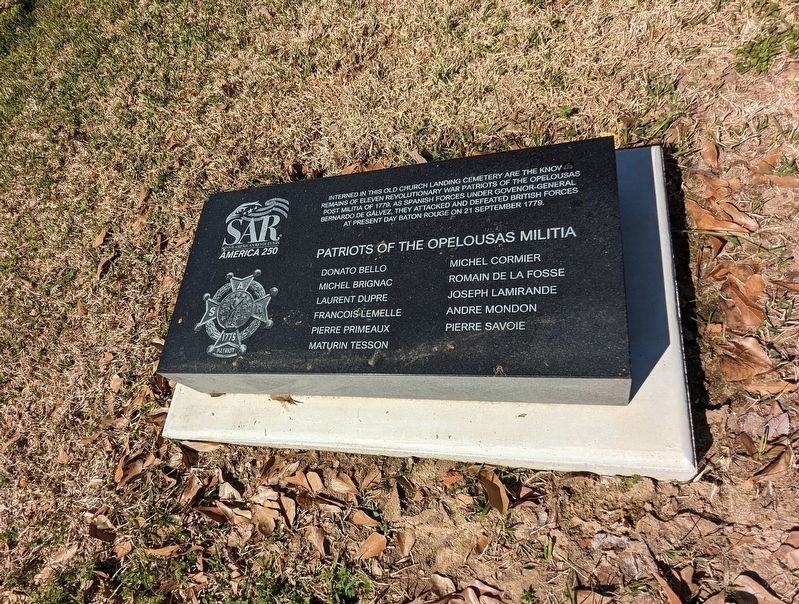 INTERNED IN THIS OLD CHURCH LANDING CEMETERY ARE THE KNOW
REMAINS OF ELEVEN REVOLUTIONARY WAR PATRIOTS OF THE OPELOUSAS
POST MILITIA OF 1779. AS SPANISH FORCES UNDER GOVENOR-GENERAL
BERNARDO DE GÁLVEZ, THEY ATTACKED AND DEFEATED BRITISH FORCES
AT PRESENT DAY BATON ROUGE ON 21 SEPTEMBER 1779.
SAR
AMERICA 250
PATRIOTS OF THE OPELOUSAS MILITIA
DONATO BELLO
MICHEL BRIGNAC
LAURENT DUPRE
FRANCOIS LEMELLE
PIERRE PRIMEAUX
MATURIN TESSON
MICHEL CORMIER
ROMAIN DE LA FOSSE
JOSEPH LAMIRANDE
ANDRE MONDON
PIERRE SAVOIE
S A R
1775
PATRIOT